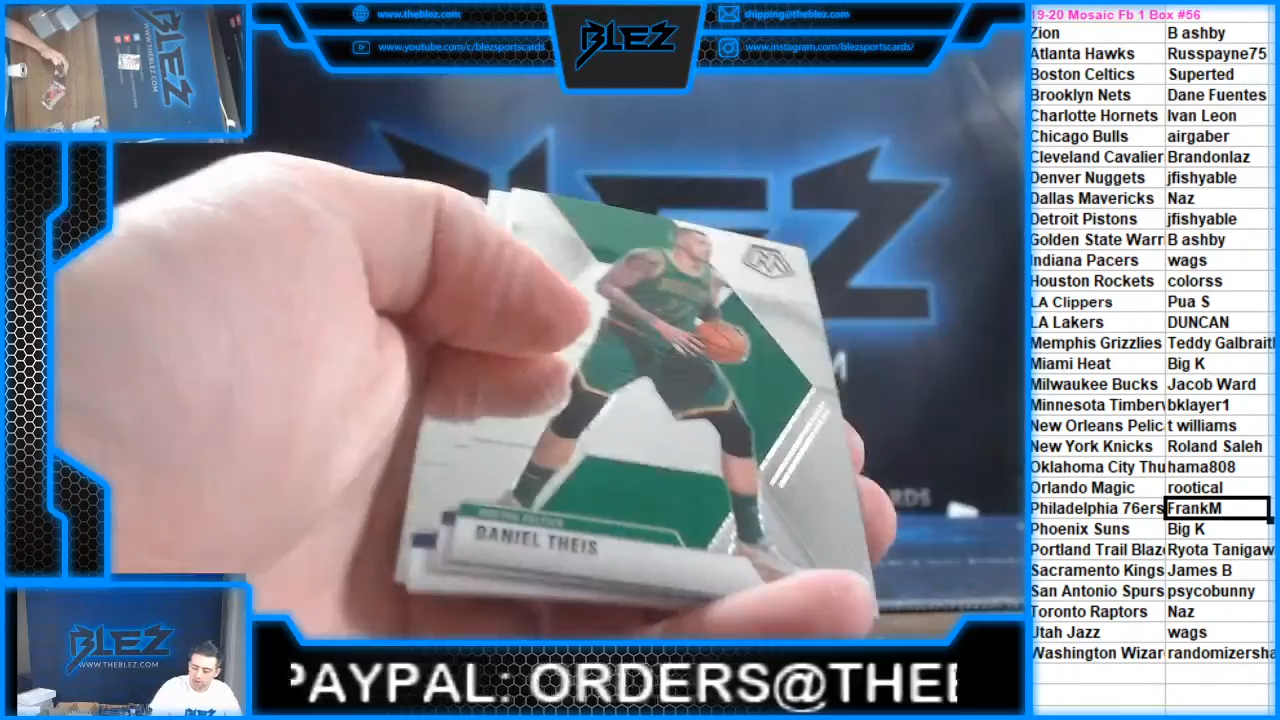 www.theblez.com
shipping@theblez.com
www.youtube.com/c/blezsportscards
www.instagram.com/blezsportscards/
BLEZ
19-20 Mosaic Fb 1 Box #56
Zion B ashby
Atlanta Hawks Russpayne75
Boston Celtics Superted
Brooklyn Nets Dane Fuentes
Charlotte Hornets Ivan Leon
Chicago Bulls airgaber
Cleveland Cavalier Brandonlaz
Denver Nuggets jfishyable
Dallas Mavericks Naz
Detroit Pistons jfishyable
Golden State Warr B ashby
Indiana Pacers wags
Houston Rockets colorss
LA Clippers Pua S
LA Lakers DUNCAN
Memphis Grizzlies Teddy Galbrait
Miami Heat Big K
Milwaukee Bucks Jacob Ward
Minnesota Timberv bklayer1
New Orleans Pelic t williams
New York Knicks Roland Saleh
Oklahoma City Thu hama808
Orlando Magic rootical
Philadelphia 76ers FrankM
Phoenix Suns Big K
Portland Trail Blaz Ryota Tanigaw
Sacramento Kings James B
San Antonio Spurs psycobunny
Toronto Raptors Naz
Utah Jazz wags
Washington Wizar randomizersha
DANIEL THEIS
BLEZ
WWW.THEBLEZ.COM
PAYPAL: ORDERS@THEE